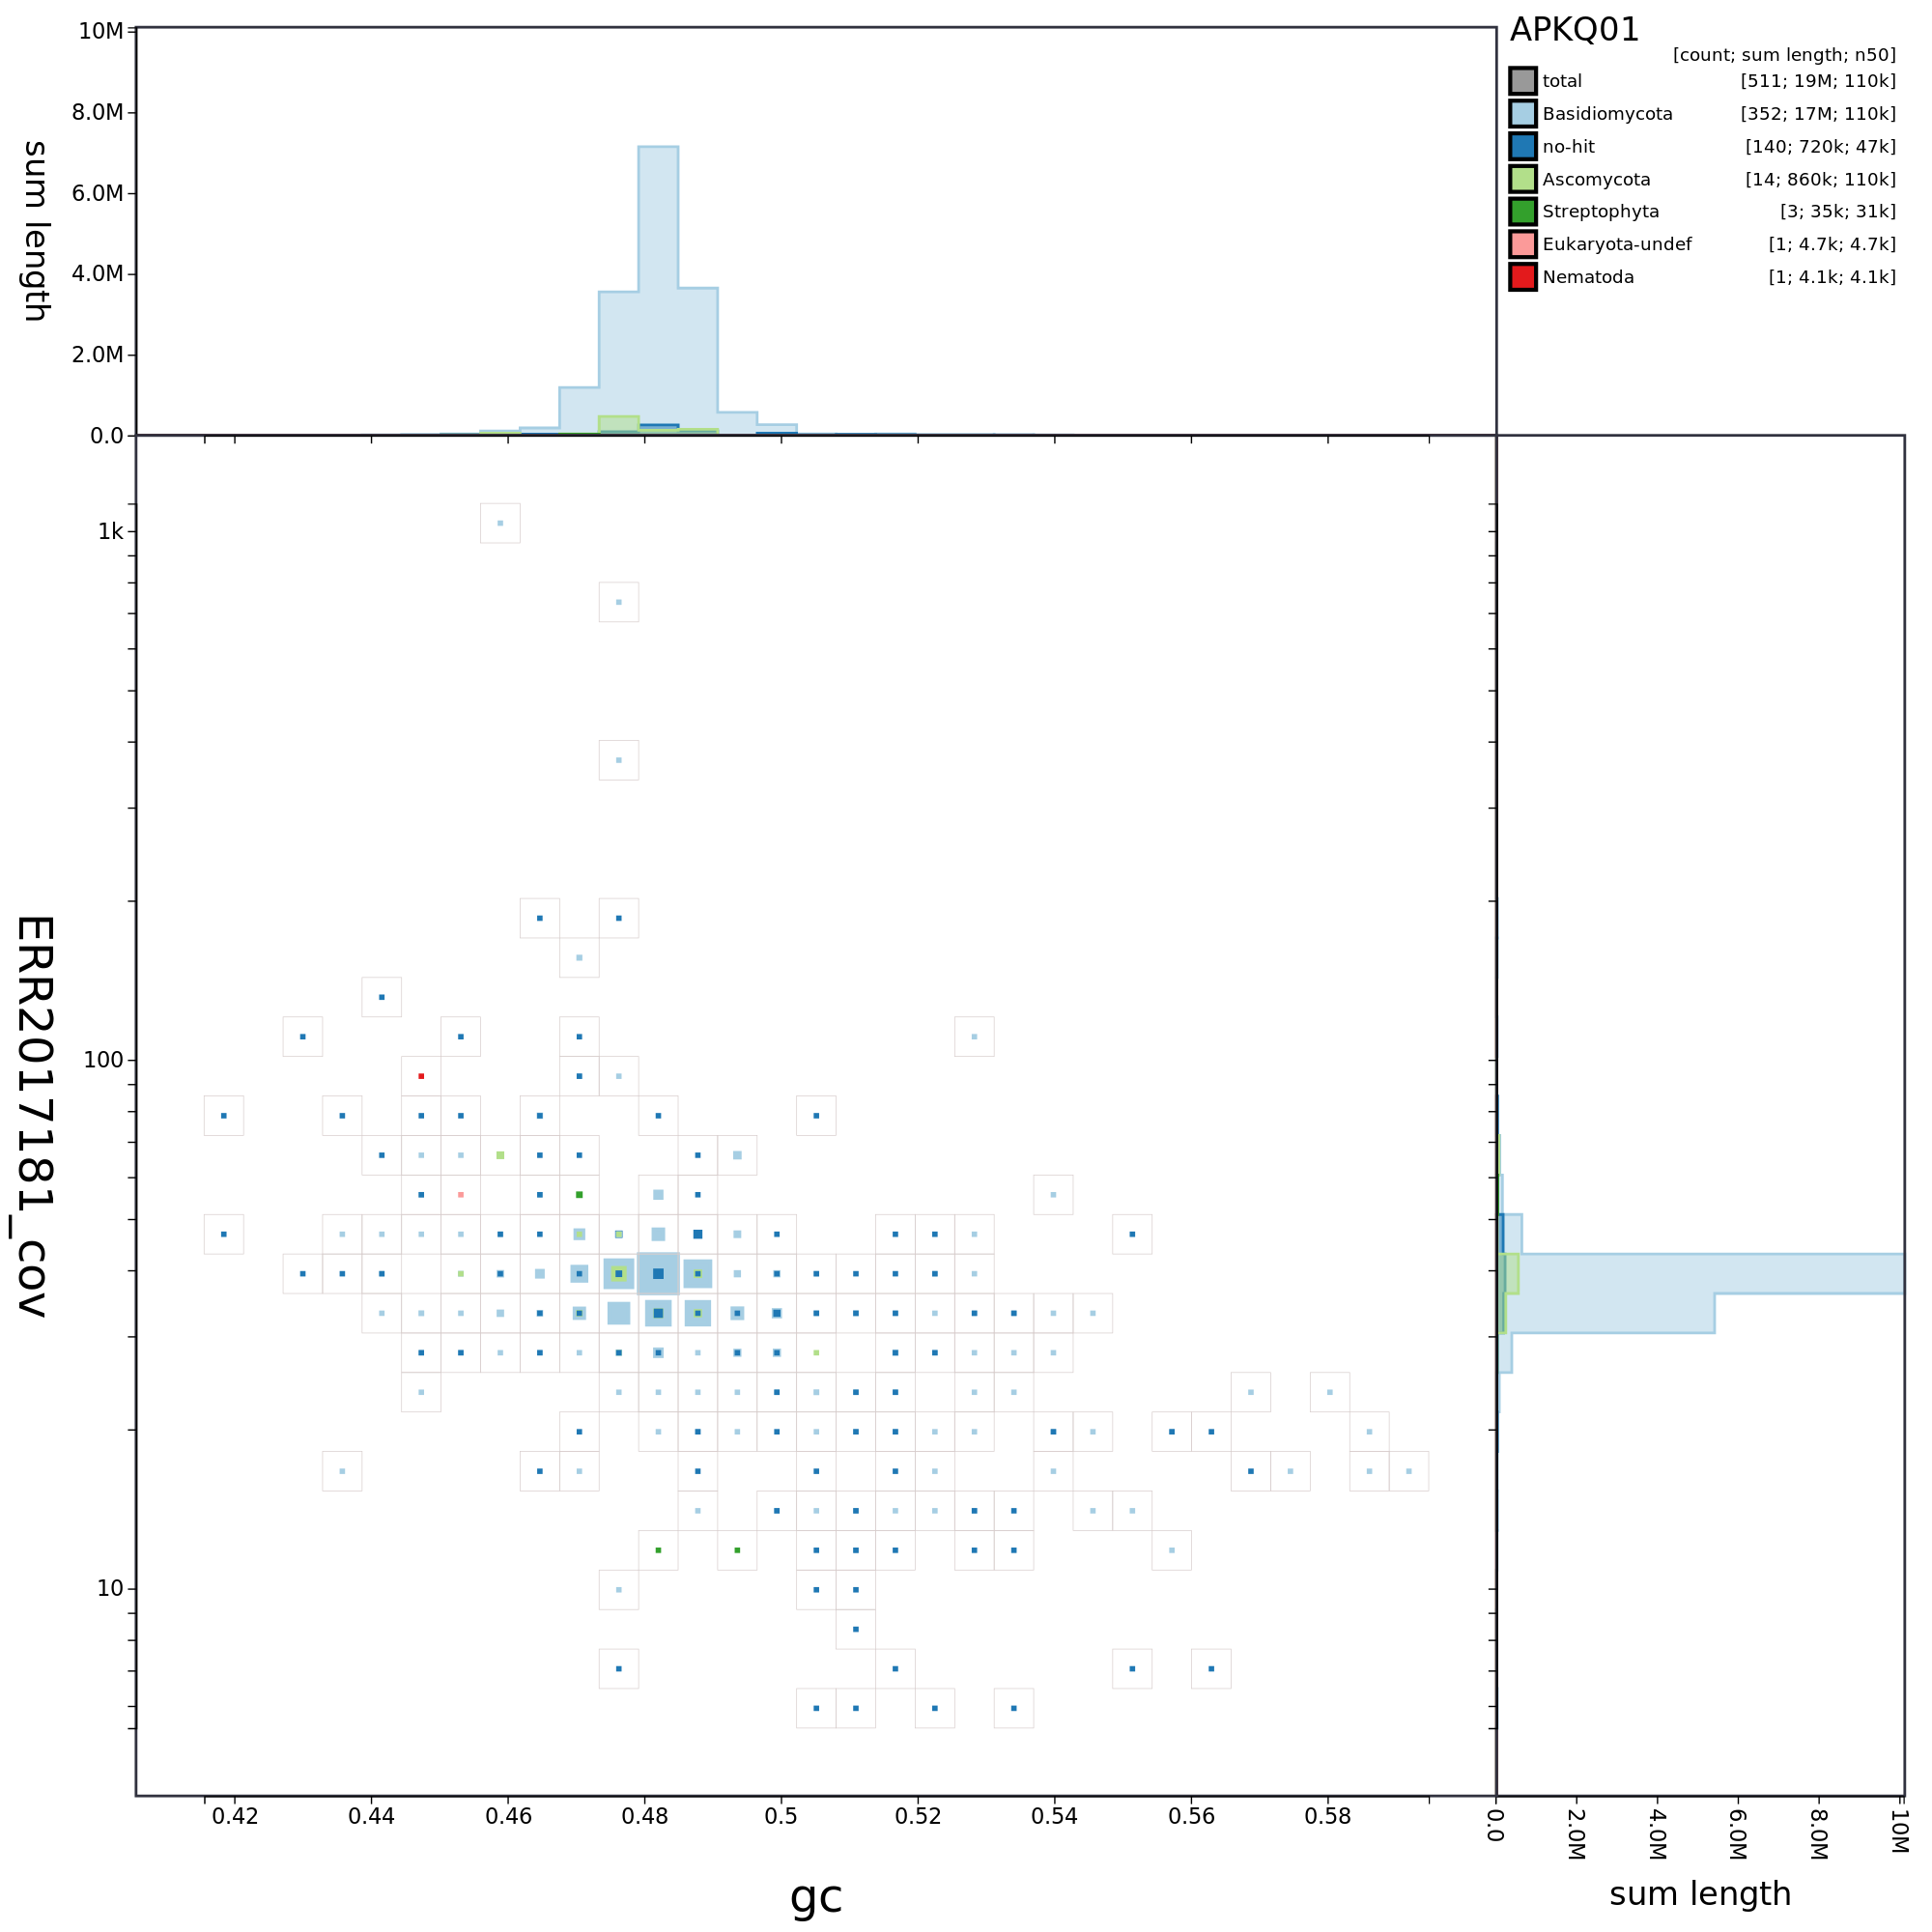 APKQ01
[count; sum length; n50]
total [511; 19M; 110k]
Basidiomycota [352; 17M; 110k]
no-hit [140; 720k; 47k]
Ascomycota [14; 860k; 110k]
Streptophyta [3; 35k; 31k]
Eukaryota-undef [1; 4.7k; 4.7k]
Nematoda [1; 4.1k; 4.1k]
sum length
10M
8.0M
6.0M
4.0M
2.0M
0.0
ERR2017181_cov
1k
100
10
0.42 0.44 0.46 0.48 0.5 0.52 0.54 0.56 0.58
gc
0.0 2.0M 4.0M 6.0M 8.0M 10M
sum length